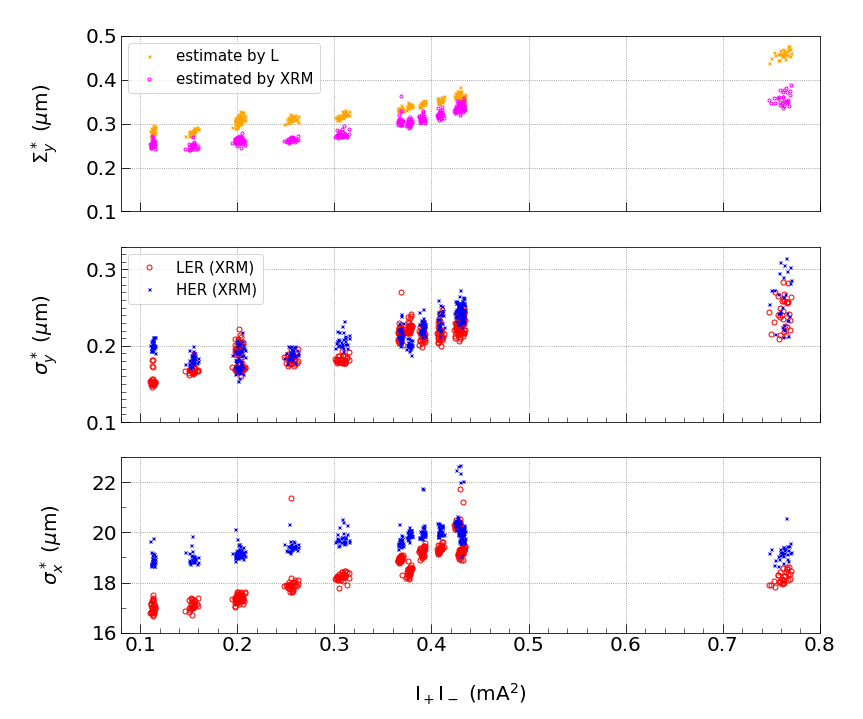 0.5
0.4
0.3
0.2
0.1
Σ*y (μm)
estimate by L
estimated by XRM
0.3
0.2
0.1
σ*y (μm)
LER (XRM)
HER (XRM)
22
20
18
16
σ*x (μm)
0.1 0.2 0.3 0.4 0.5 0.6 0.7 0.8
I+I− (mA²)